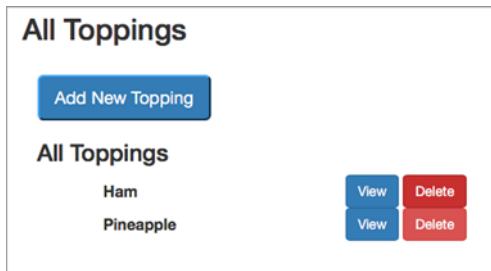 All Toppings
Add New Topping
All Toppings
Ham View Delete
Pineapple View Delete